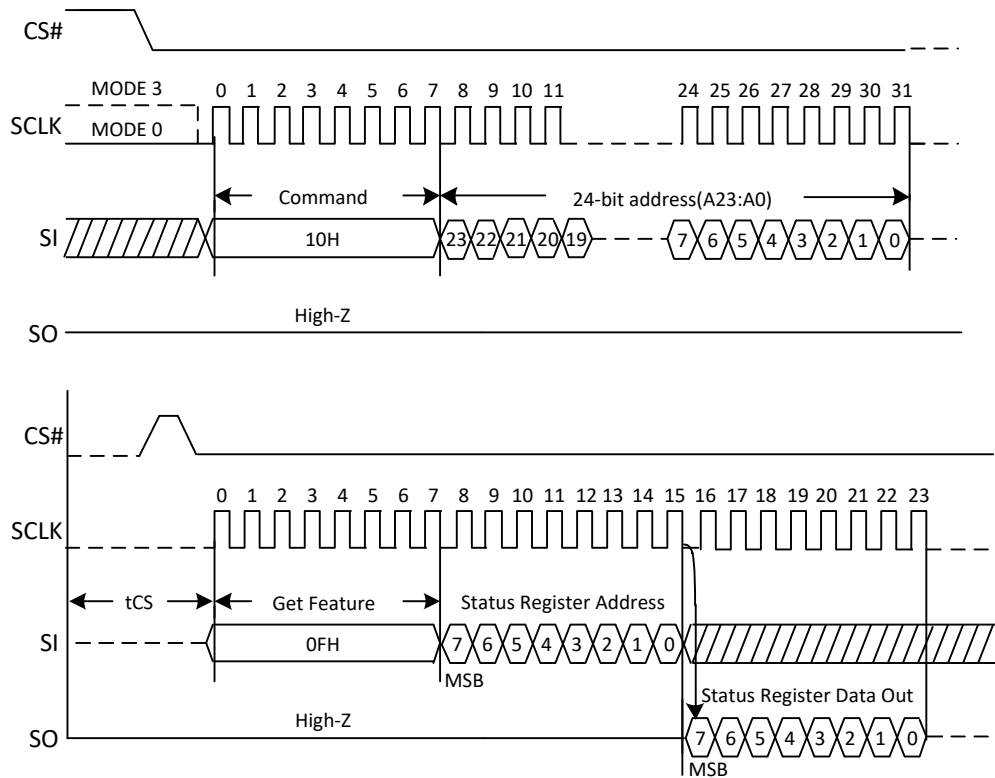 CS#
MODE 3
0 1 2 3 4 5 6 7 8 9 10 11 24 25 26 27 28 29 30 31
SCLK
MODE 0
Command
24-bit address(A23:A0)
SI
10H
23 22 21 20 19 7 6 5 4 3 2 1 0
High-Z
SO
CS#
0 1 2 3 4 5 6 7 8 9 10 11 12 13 14 15 16 17 18 19 20 21 22 23
SCLK
tCS
Get Feature
Status Register Address
SI
0FH
7 6 5 4 3 2 1 0
MSB
Status Register Data Out
High-Z
SO
7 6 5 4 3 2 1 0
MSB